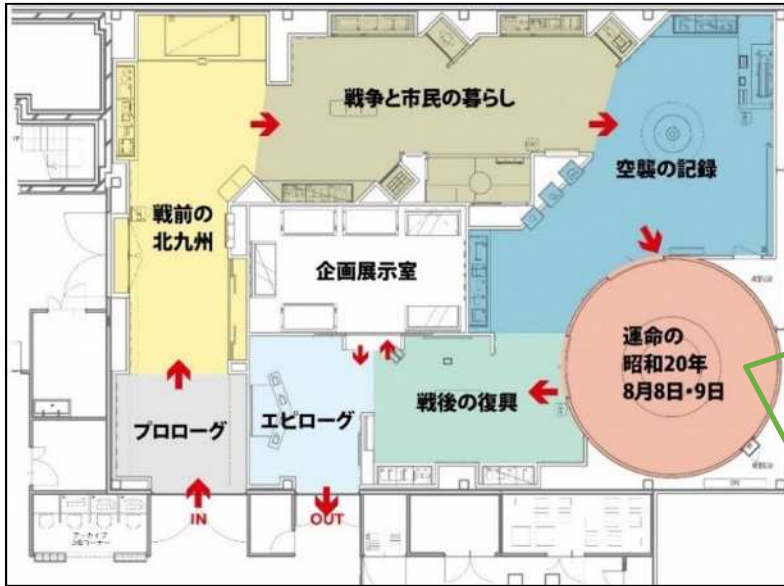 戦争と市民の暮らし
空襲の記録
戦前の
北九州
企画展示室
運命の
昭和20年
8月8日・9日
戦後の復興
エピローグ
プロローグ
IN
OUT